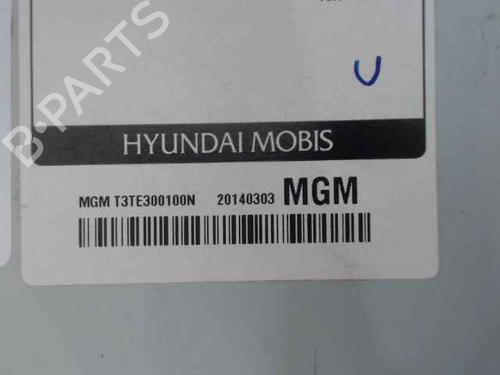 U
HYUNDAI MOBIS
MGM T3TE300100N 20140303 MGM
B-PARTS